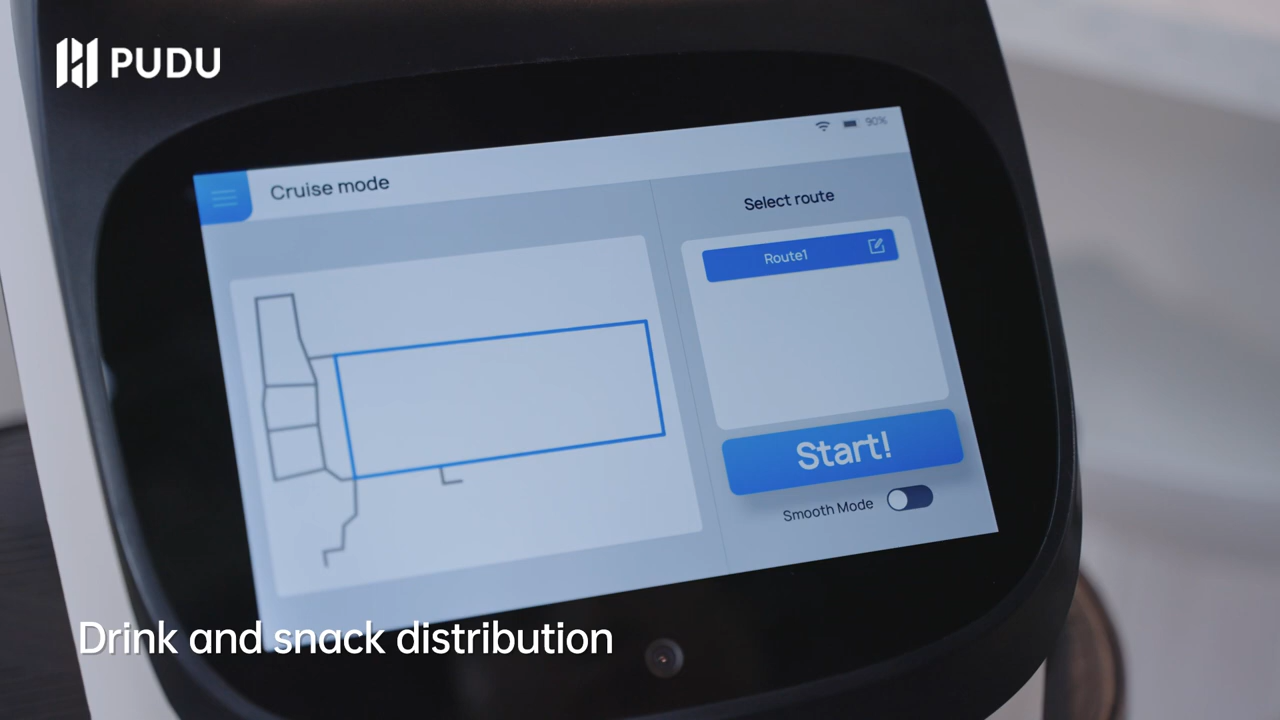 PUDU
90%
Cruise mode
Select route
Route1
Start!
Smooth Mode
Drink and snack distribution